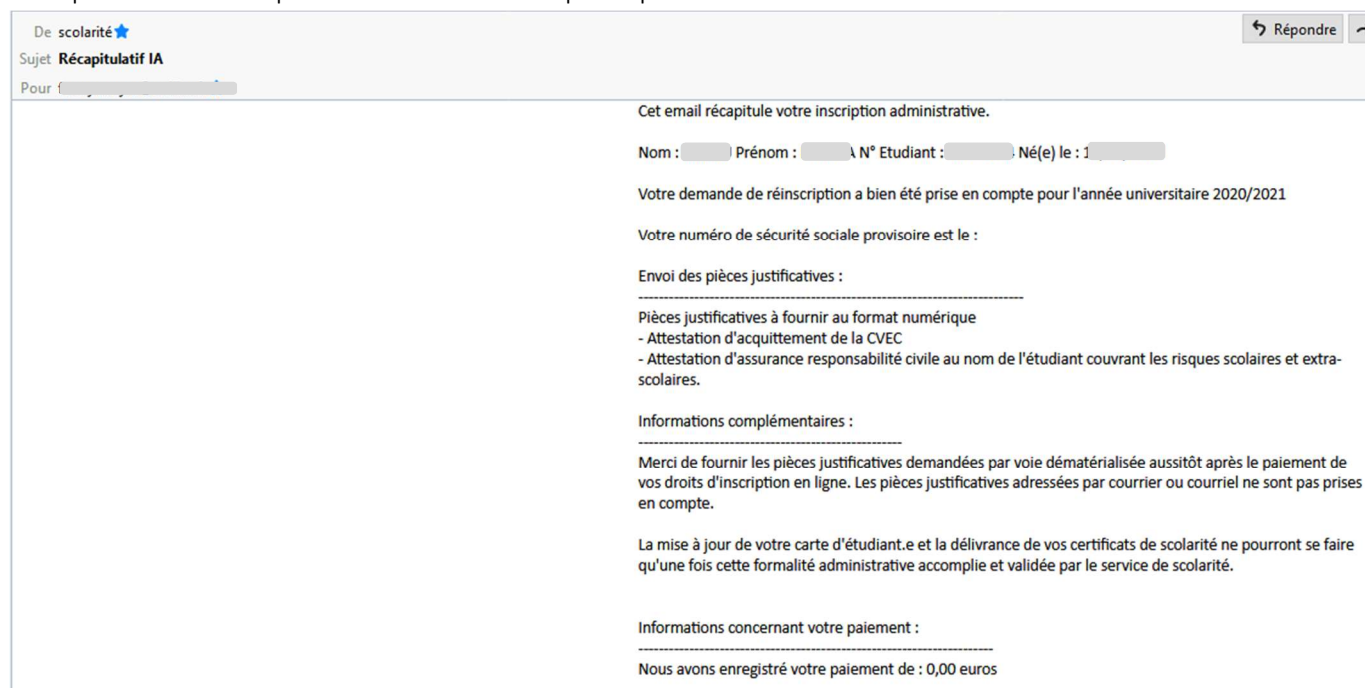 De scolarité
Répondre
Sujet Récapitulatif IA
Pour
Cet email récapitule votre inscription administrative.
Nom : Prénom : N° Etudiant : Né(e) le :
Votre demande de réinscription a bien été prise en compte pour l'année universitaire 2020/2021
Votre numéro de sécurité sociale provisoire est le :
Envoi des pièces justificatives :
-----------------------------------------------------------------------------
Pièces justificatives à fournir au format numérique
- Attestation d'acquittement de la CVEC
- Attestation d'assurance responsabilité civile au nom de l'étudiant couvrant les risques scolaires et extra-
scolaires.
Informations complémentaires :
-----------------------------------------------------
Merci de fournir les pièces justificatives demandées par voie dématérialisée aussitôt après le paiement de
vos droits d'inscription en ligne. Les pièces justificatives adressées par courrier ou courriel ne sont pas prises
en compte.
La mise à jour de votre carte d'étudiant.e et la délivrance de vos certificats de scolarité ne pourront se faire
qu'une fois cette formalité administrative accomplie et validée par le service de scolarité.
Informations concernant votre paiement :
-----------------------------------------------------------------------
Nous avons enregistré votre paiement de : 0,00 euros